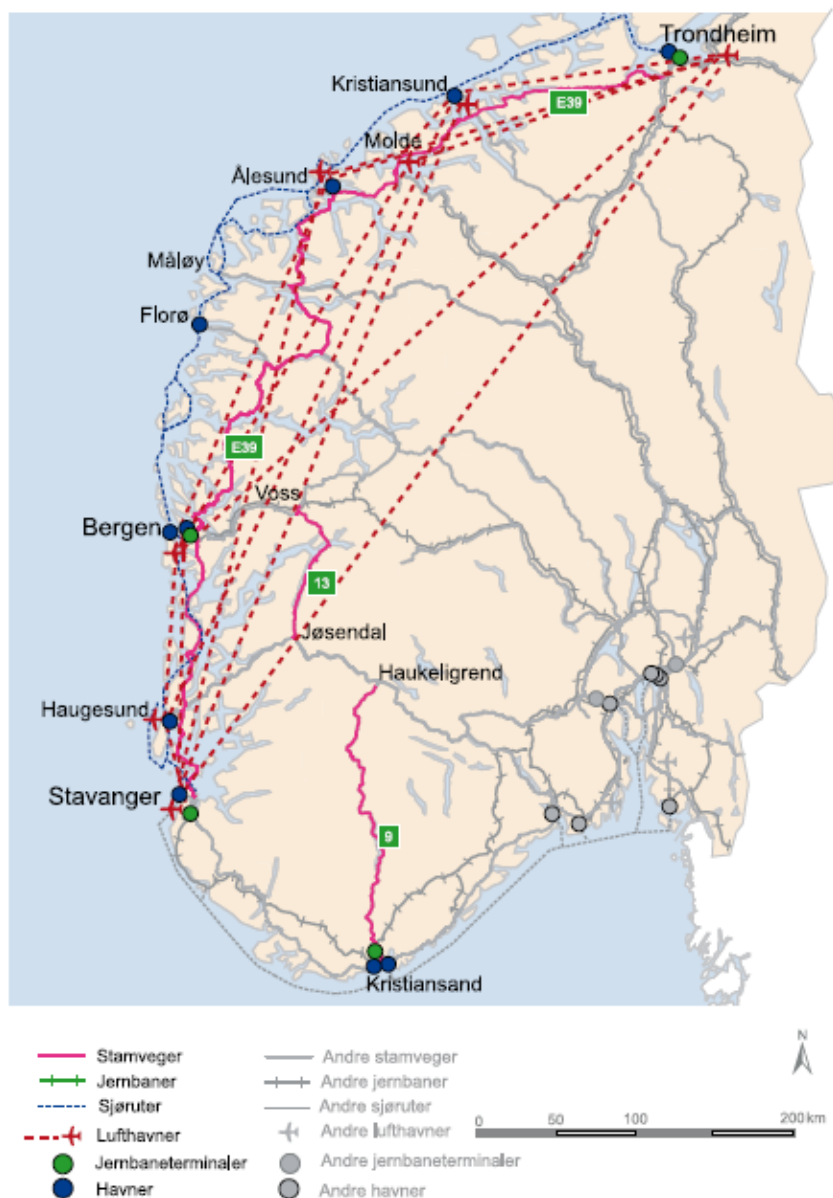 Trondheim
Kristiansund
E39
Molde
Ålesund
Måløy
Florø
E39
Voss
Bergen
13
Jøsendal
Haukeligrend
Haugesund
Stavanger
9
Kristiansand
N
Stamveger
Andre stamveger
Jernbaner
Andre jernbaner
Sjøruter
Andre sjøruter
0 50 100 200 km
Lufthavner
Andre lufthavner
Jernbaneterminaler
Andre jernbaneterminaler
Havner
Andre havner